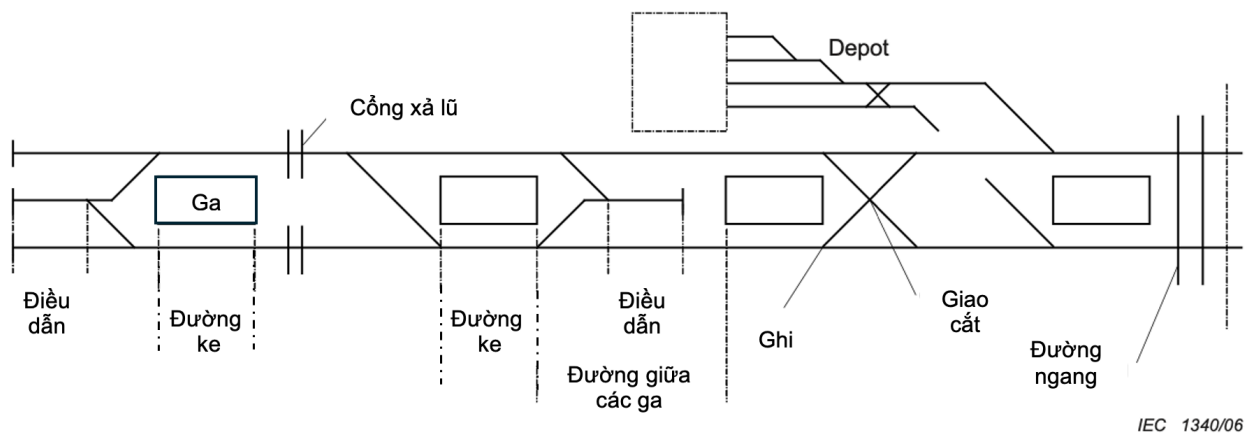 Depot
Cổng xả lũ
Ga
Điều
dẫn
Đường
ke
Đường
ke
Điều
dẫn
Đường giữa
các ga
Ghi
Giao
cắt
Đường
ngang
IEC 1340/06